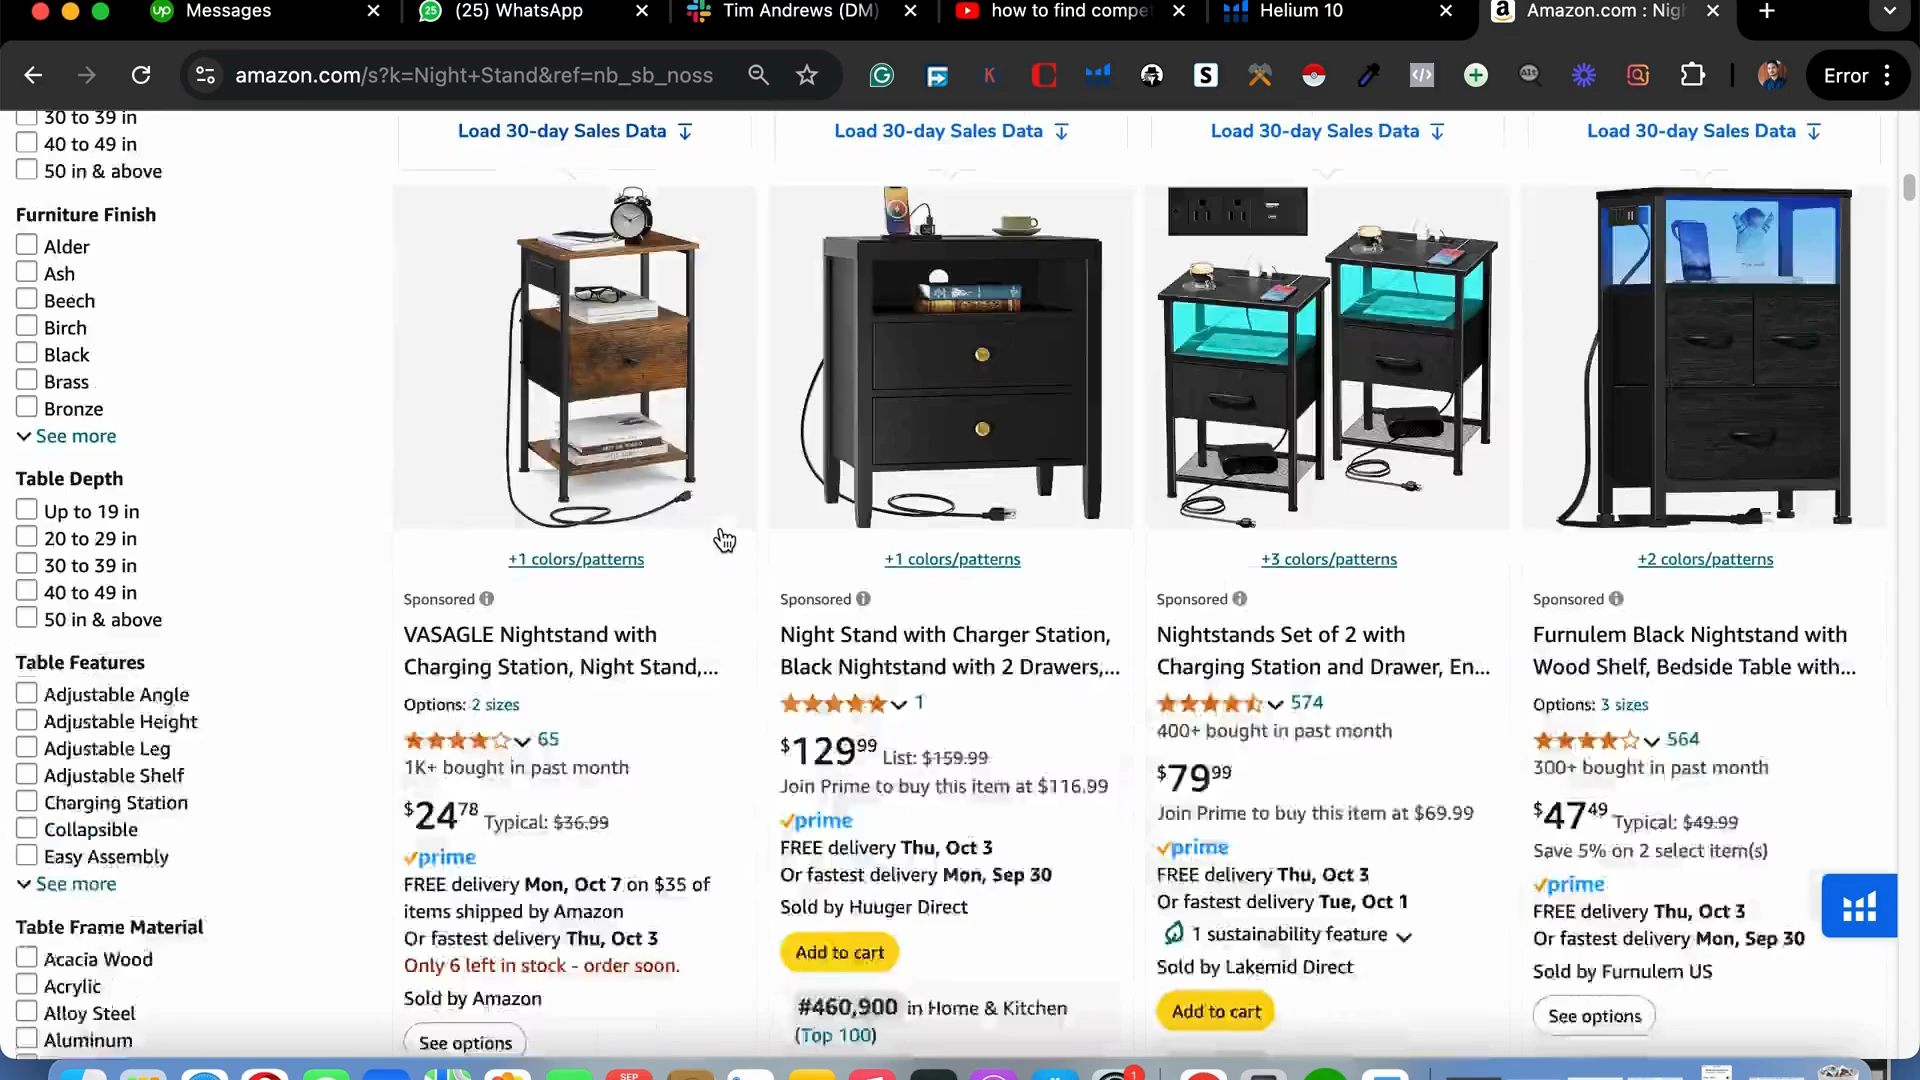 Messages
(25) WhatsApp
Tim Andrews (DM)
how to find compe
Helium 10
Amazon.com : Nig
amazon.com/s?k=Night+Stand&ref=nb_sb_noss
Error
30 to 39 in
40 to 49 in
50 in & above
Furniture Finish
Alder
Ash
Beech
Birch
Black
Brass
Bronze
See more
Table Depth
Up to 19 in
20 to 29 in
30 to 39 in
40 to 49 in
50 in & above
Table Features
Adjustable Angle
Adjustable Height
Adjustable Leg
Adjustable Shelf
Charging Station
Collapsible
Easy Assembly
See more
Table Frame Material
Acacia Wood
Acrylic
Alloy Steel
Aluminum
Load 30-day Sales Data
+1 colors/patterns
Sponsored
VASAGLE Nightstand with
Charging Station, Night Stand,...
Options: 2 sizes
65
1K+ bought in past month
$24.78 Typical: $36.99
prime
FREE delivery Mon, Oct 7 on $35 of
items shipped by Amazon
Or fastest delivery Thu, Oct 3
Only 6 left in stock - order soon.
Sold by Amazon
See options
Load 30-day Sales Data
+1 colors/patterns
Sponsored
Night Stand with Charger Station,
Black Nightstand with 2 Drawers,...
1
$129.99 List: $159.99
Join Prime to buy this item at $116.99
prime
FREE delivery Thu, Oct 3
Or fastest delivery Mon, Sep 30
Sold by Huuger Direct
Add to cart
#460,900 in Home & Kitchen
(Top 100)
Load 30-day Sales Data
+3 colors/patterns
Sponsored
Nightstands Set of 2 with
Charging Station and Drawer, En...
574
400+ bought in past month
$79.99
Join Prime to buy this item at $69.99
prime
FREE delivery Thu, Oct 3
Or fastest delivery Tue, Oct 1
1 sustainability feature
Sold by Lakemid Direct
Add to cart
Load 30-day Sales Data
+2 colors/patterns
Sponsored
Furnulem Black Nightstand with
Wood Shelf, Bedside Table with...
Options: 3 sizes
564
300+ bought in past month
$47.49 Typical: $49.99
Save 5% on 2 select item(s)
prime
FREE delivery Thu, Oct 3
Or fastest delivery Mon, Sep 30
Sold by Furnulem US
See options
SEP
1